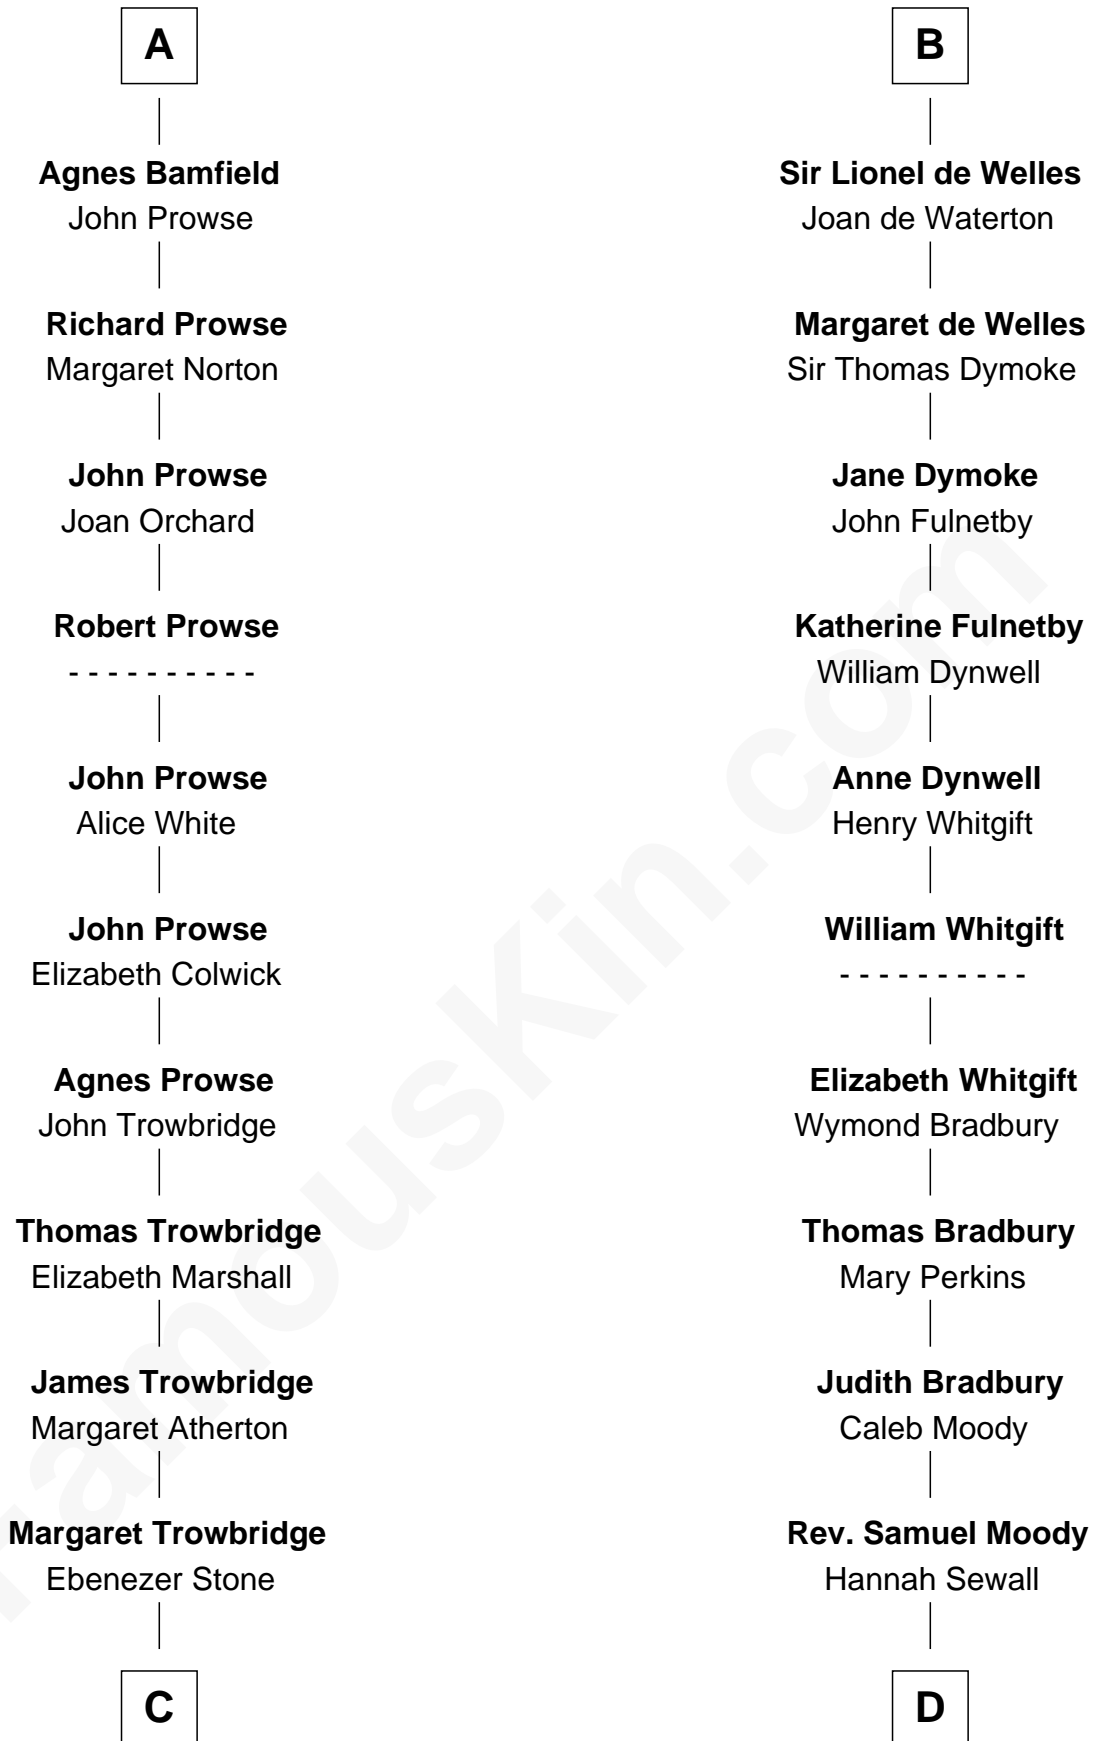 A
Agnes Bamfield
John Prowse
Richard Prowse
Margaret Norton
John Prowse
Joan Orchard
Robert Prowse
- - - - - - - - - -
John Prowse
Alice White
John Prowse
Elizabeth Colwick
Agnes Prowse
John Trowbridge
Thomas Trowbridge
Elizabeth Marshall
James Trowbridge
Margaret Atherton
Margaret Trowbridge
Ebenezer Stone
C
B
Sir Lionel de Welles
Joan de Waterton
Margaret de Welles
Sir Thomas Dymoke
Jane Dymoke
John Fulnetby
Katherine Fulnetby
William Dynwell
Anne Dynwell
Henry Whitgift
William Whitgift
- - - - - - - - - -
Elizabeth Whitgift
Wymond Bradbury
Thomas Bradbury
Mary Perkins
Judith Bradbury
Caleb Moody
Rev. Samuel Moody
Hannah Sewall
D
FamousKin.com